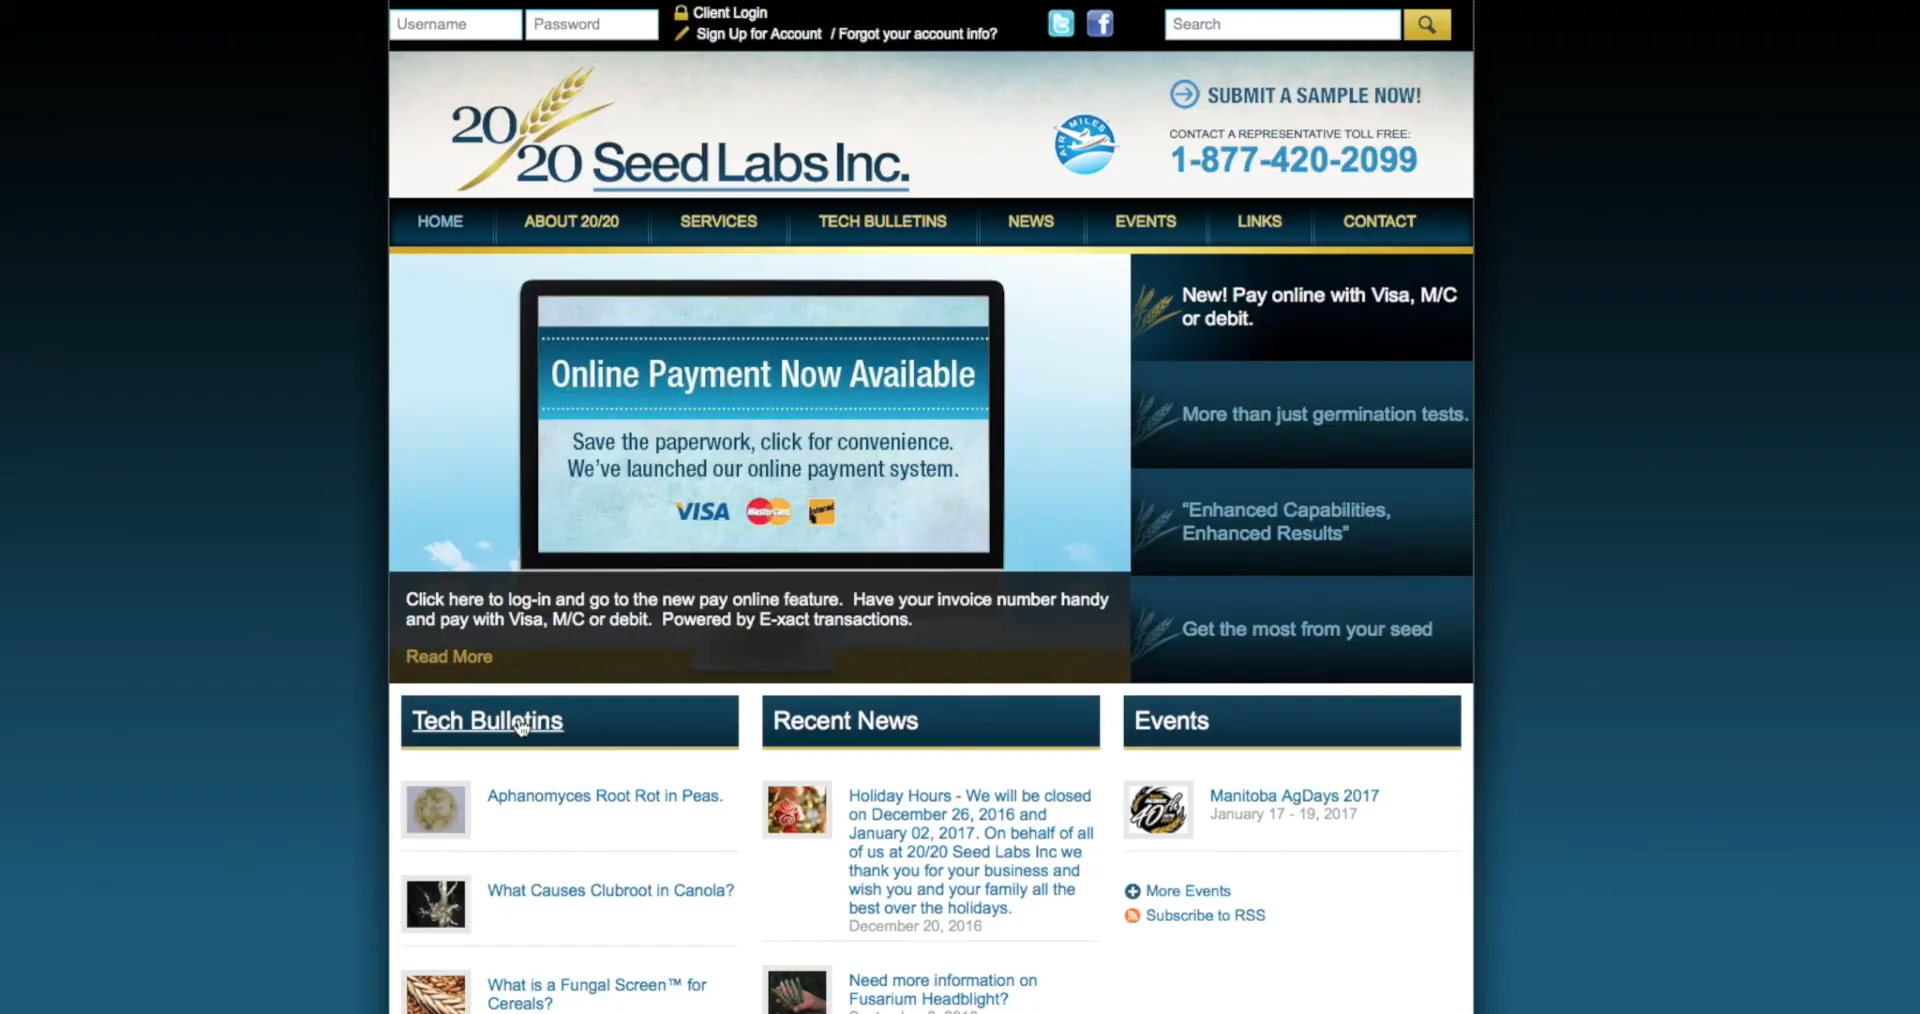 Username
Password
Client Login
Sign Up for Account / Forgot your account info?
Search
20/20 Seed Labs Inc.
AIR MILES
SUBMIT A SAMPLE NOW!
CONTACT A REPRESENTATIVE TOLL FREE:
1-877-420-2099
HOME
ABOUT 20/20
SERVICES
TECH BULLETINS
NEWS
EVENTS
LINKS
CONTACT
Online Payment Now Available
Save the paperwork, click for convenience.
We've launched our online payment system.
VISA
MasterCard
Interac
Click here to log-in and go to the new pay online feature. Have your invoice number handy
and pay with Visa, M/C or debit. Powered by E-xact transactions.
Read More
New! Pay online with Visa, M/C
or debit.
More than just germination tests.
"Enhanced Capabilities,
Enhanced Results"
Get the most from your seed
Tech Bulletins
Aphanomyces Root Rot in Peas.
What Causes Clubroot in Canola?
What is a Fungal Screen™ for
Cereals?
Recent News
Holiday Hours - We will be closed
on December 26, 2016 and
January 02, 2017. On behalf of all
of us at 20/20 Seed Labs Inc we
thank you for your business and
wish you and your family all the
best over the holidays.
December 20, 2016
Need more information on
Fusarium Headblight?
Events
40th
Manitoba AgDays 2017
January 17 - 19, 2017
More Events
Subscribe to RSS